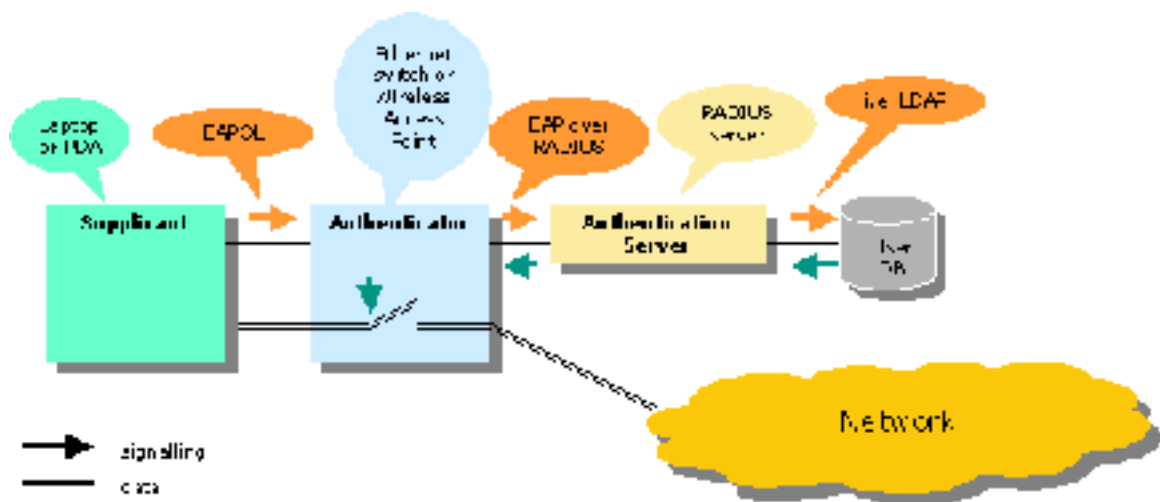 Ethernet
switch or
Wireless
Access
Point
Laptop
or PDA
EAPOL
EAP over
RADIUS
RADIUS
server
i.e. LDAP
Supplicant
Authenticator
Authentication
Server
User
DB
Network
signalling
data